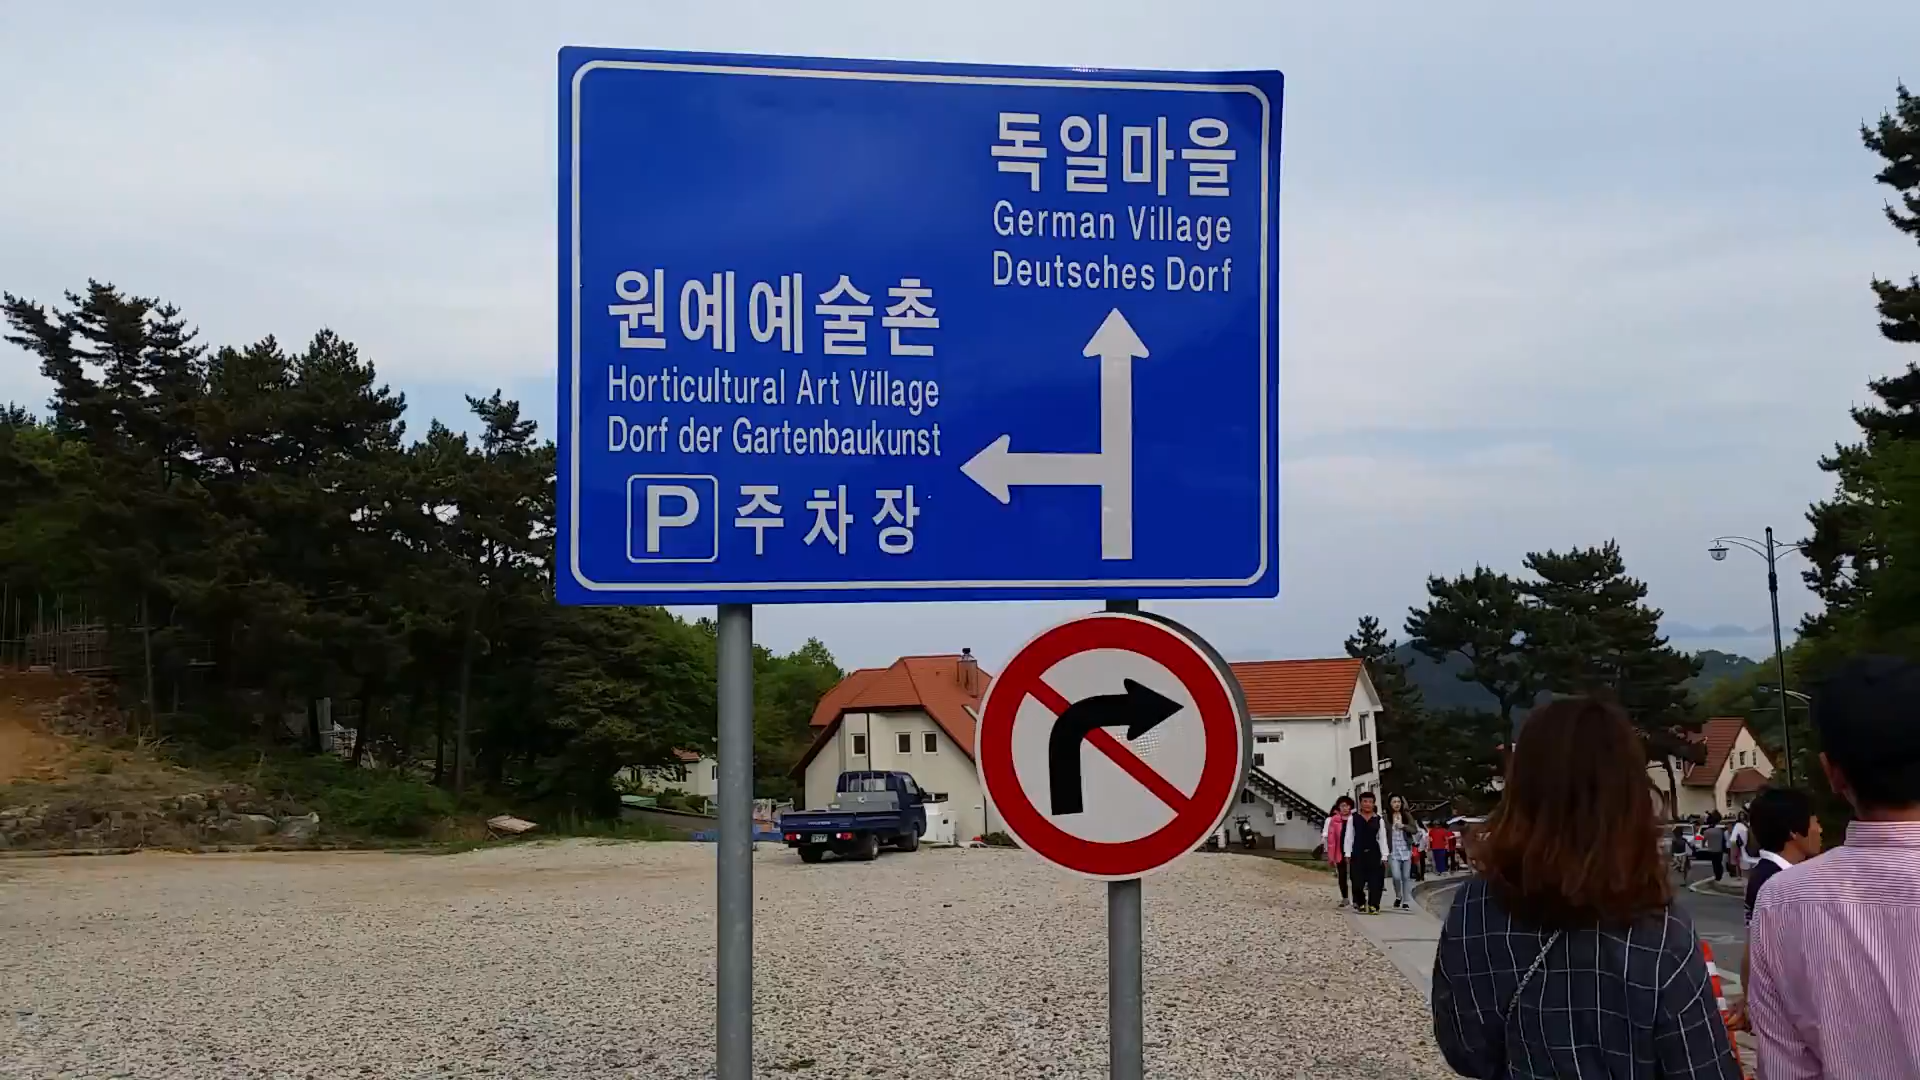 독일마을
German Village
Deutsches Dorf
원예예술촌
Horticultural Art Village
Dorf der Gartenbaukunst
P 주차장